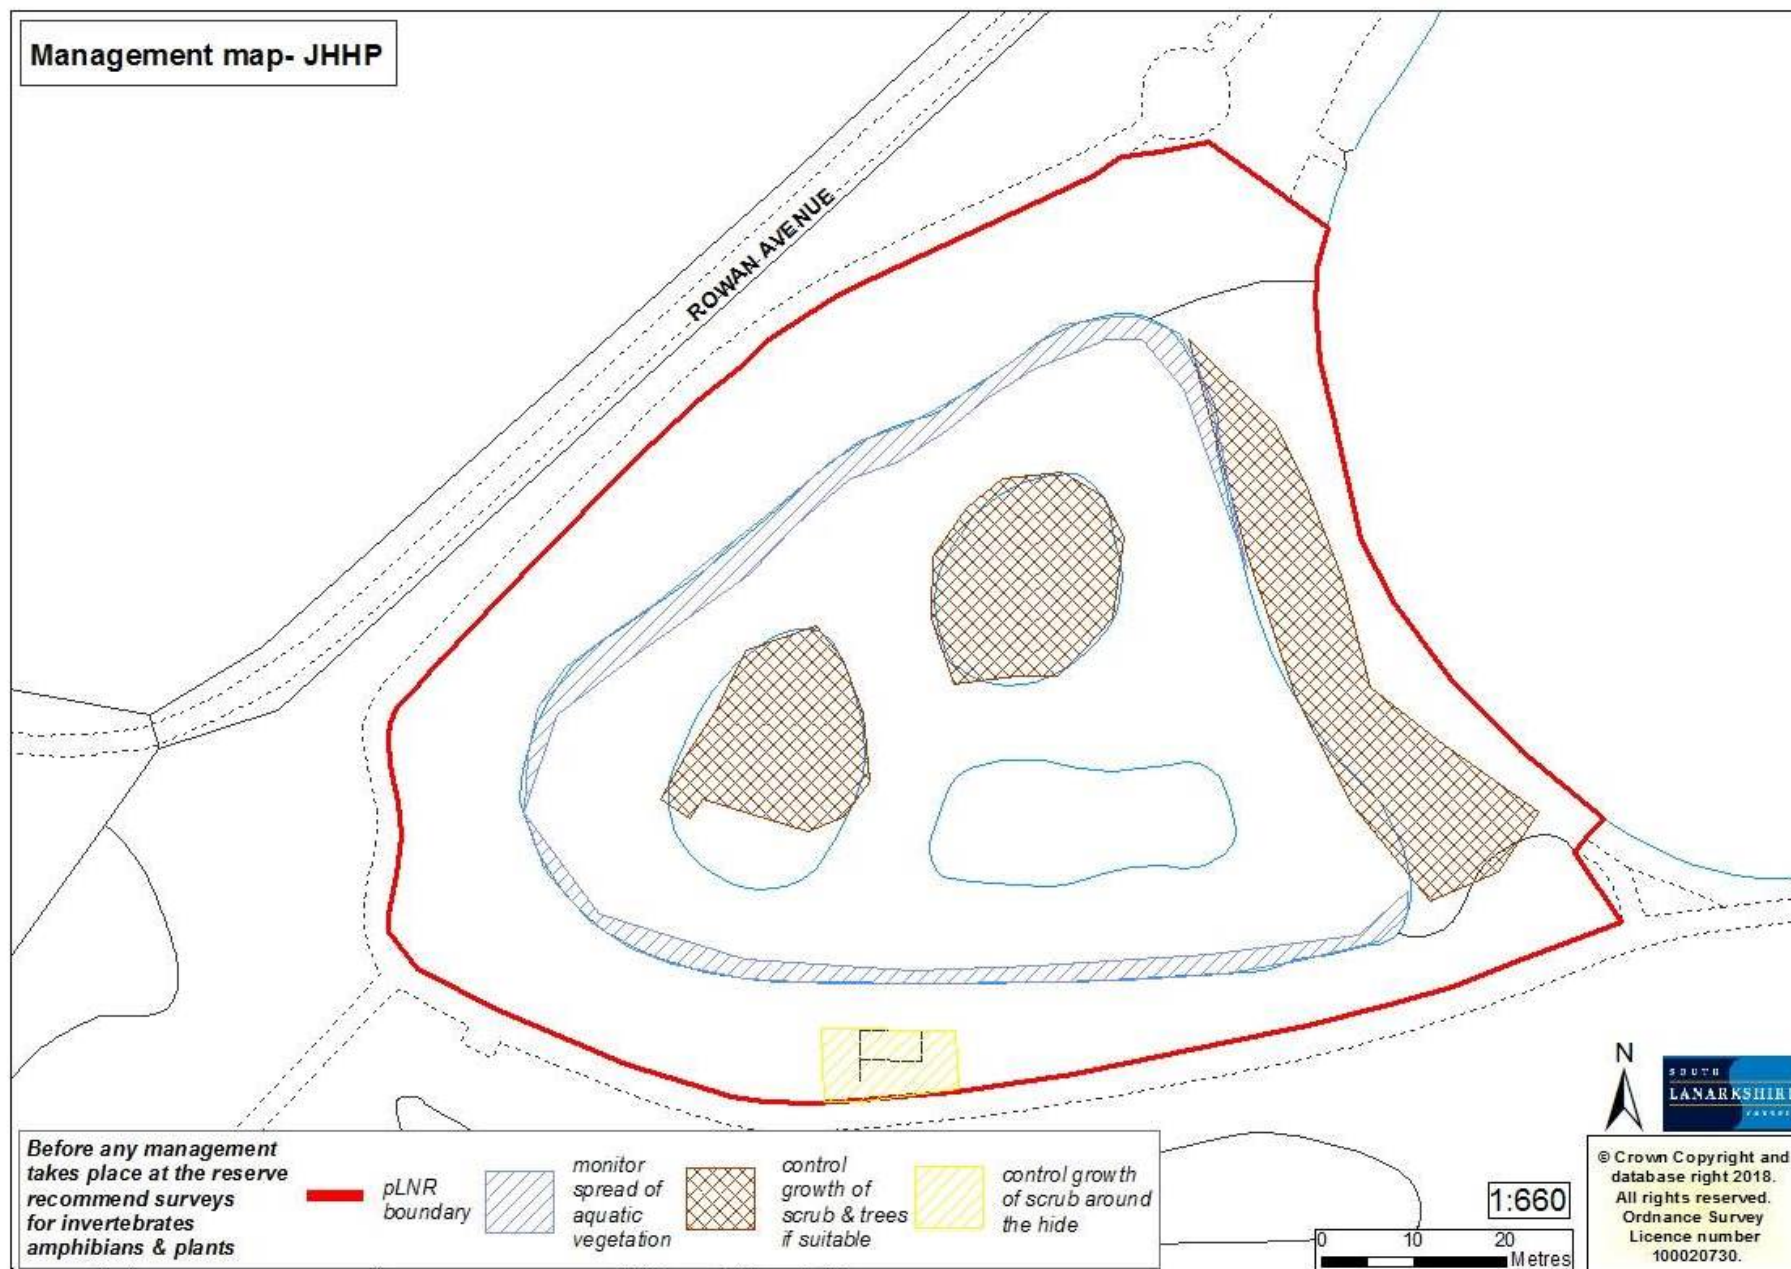 Management map- JHHP
ROWAN AVENUE
Before any management
takes place at the reserve
recommend surveys
for invertebrates
amphibians & plants
pLNR
boundary
monitor
spread of
aquatic
vegetation
control
growth of
scrub & trees
if suitable
control growth
of scrub around
the hide
N
SOUTH
LANARKSHIRE
1:660
0 10 20
Metres
© Crown Copyright and
database right 2018.
All rights reserved.
Ordnance Survey
Licence number
100020730.